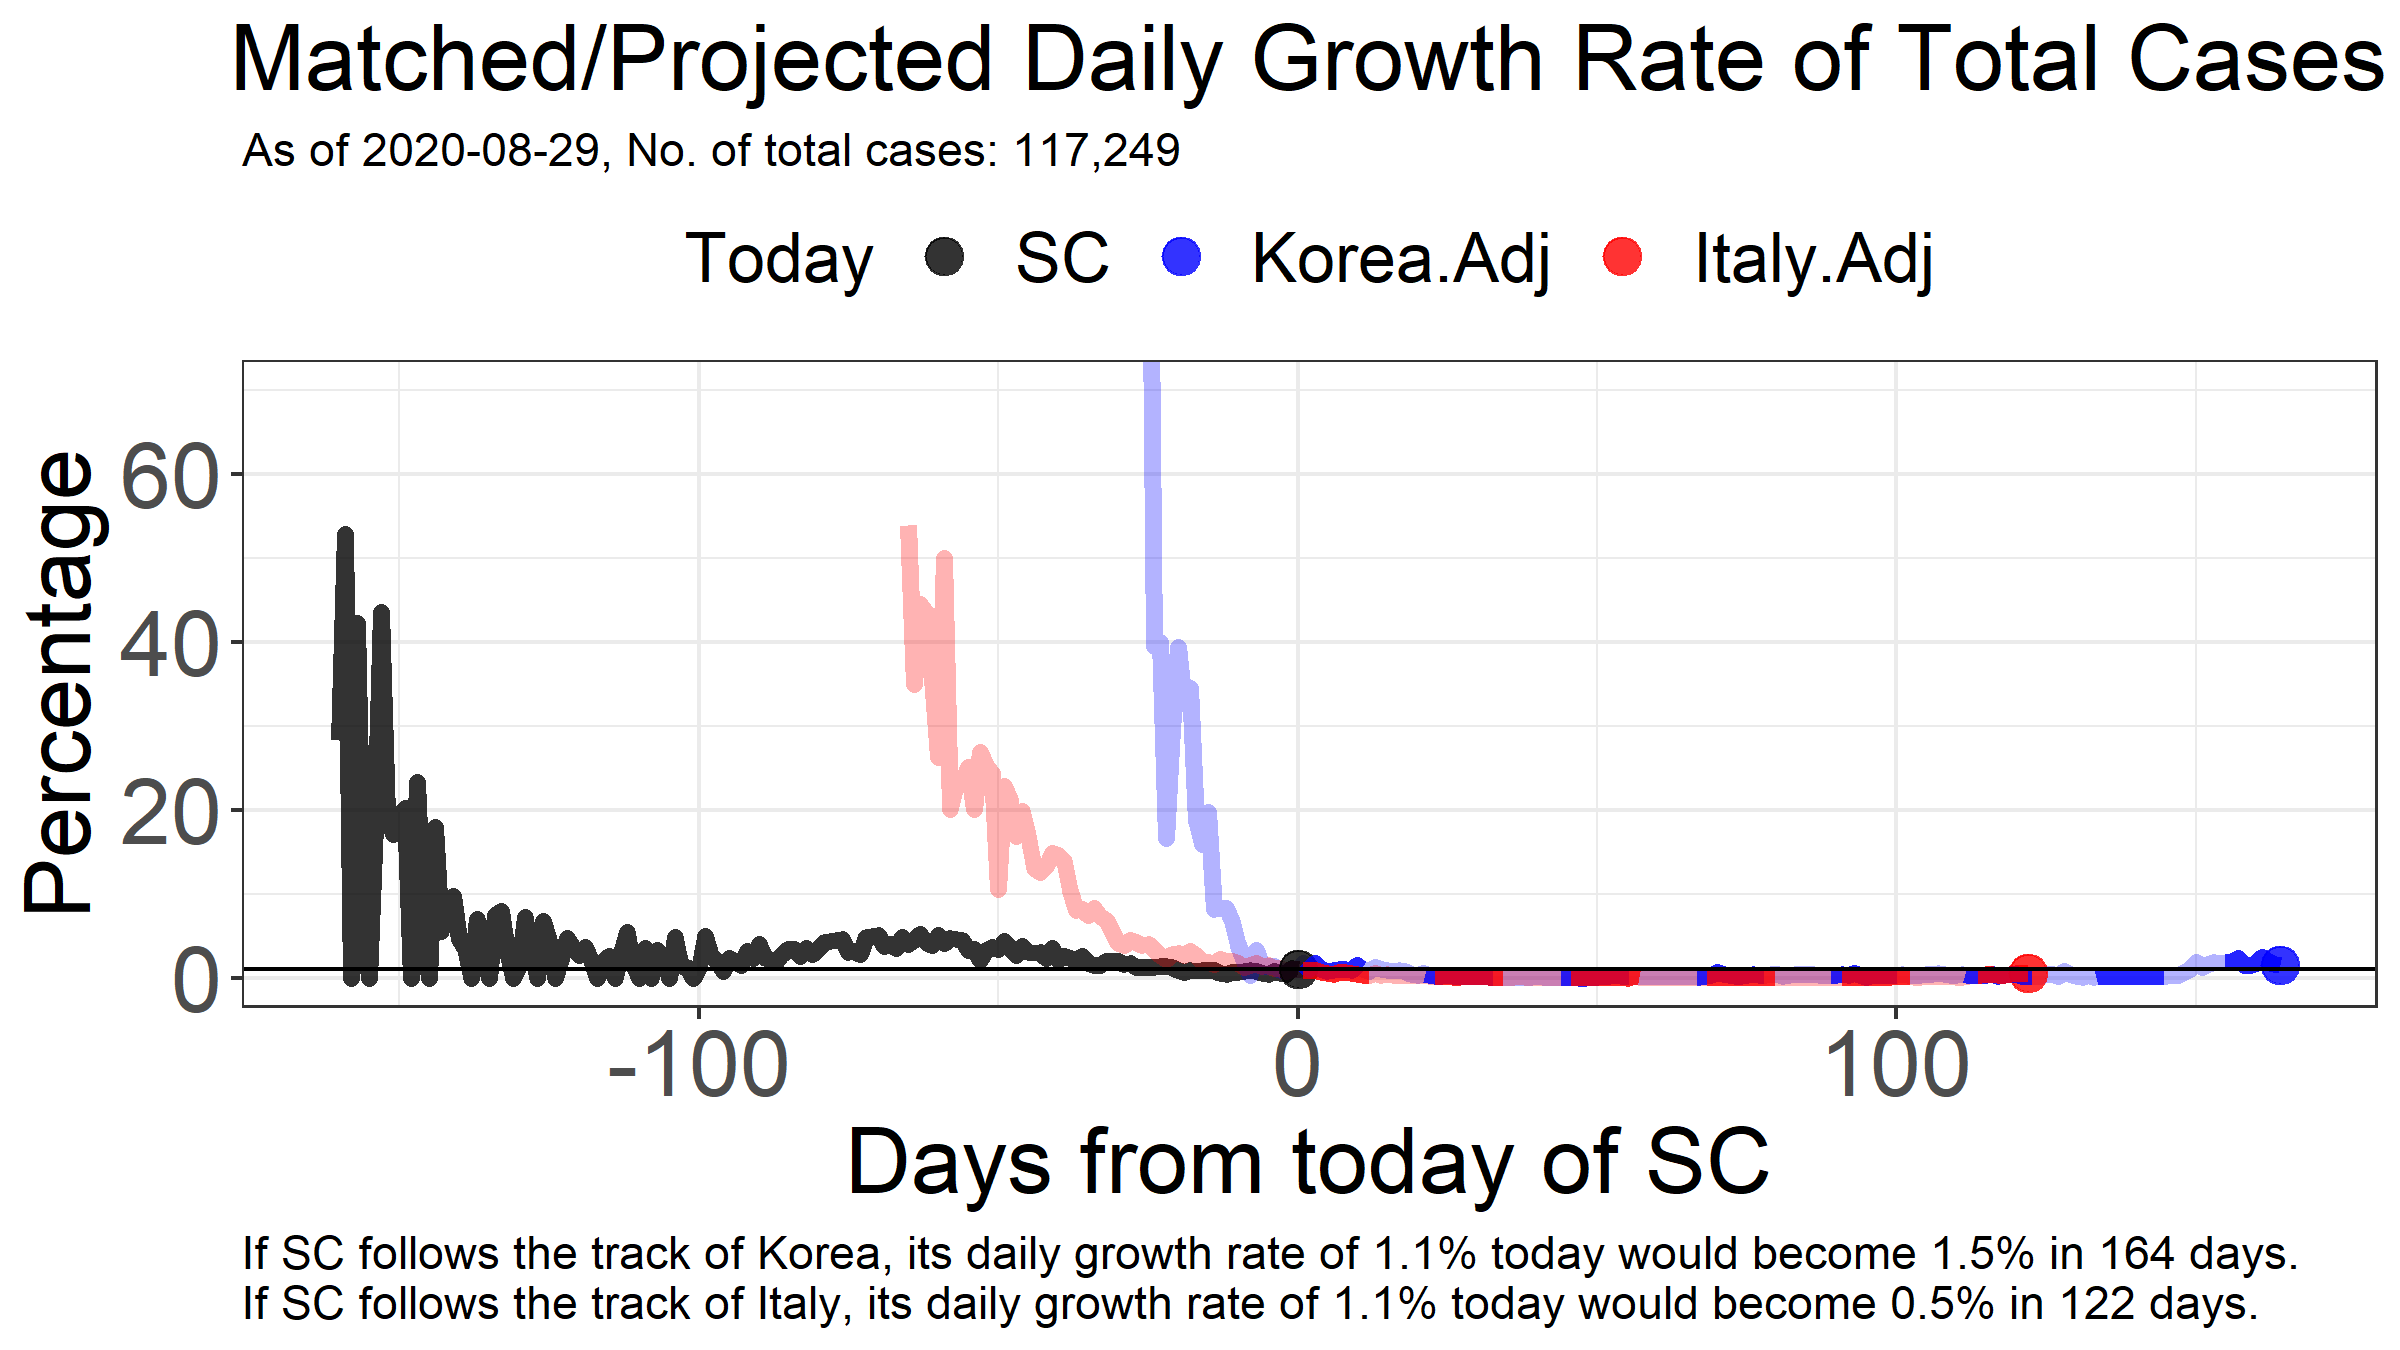 Matched/Projected Daily Growth Rate of Total Cases
As of 2020-08-29, No. of total cases: 117,249
Today SC Korea.Adj Italy.Adj
Percentage
60
40
20
0
-100 0 100
Days from today of SC
If SC follows the track of Korea, its daily growth rate of 1.1% today would become 1.5% in 164 days.
If SC follows the track of Italy, its daily growth rate of 1.1% today would become 0.5% in 122 days.